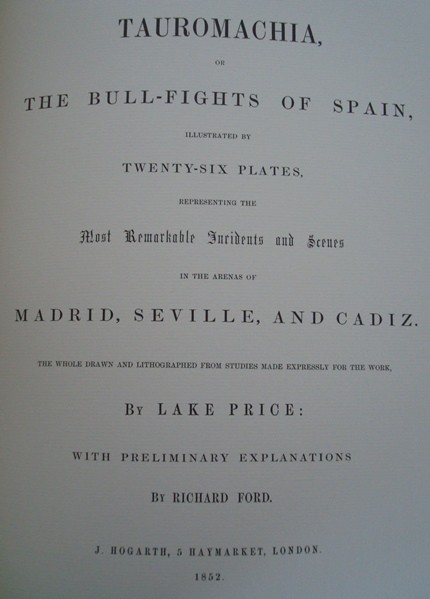 TAUROMACHIA,
OR
THE BULL-FIGHTS OF SPAIN,
ILLUSTRATED BY
TWENTY-SIX PLATES,
REPRESENTING THE
Most Remarkable Incidents and Scenes
IN THE ARENAS OF
MADRID, SEVILLE, AND CADIZ.
THE WHOLE DRAWN AND LITHOGRAPHED FROM STUDIES MADE EXPRESSLY FOR THE WORK,
BY LAKE PRICE:
WITH PRELIMINARY EXPLANATIONS
BY RICHARD FORD.
J. HOGARTH, 5 HAYMARKET, LONDON.
1852.